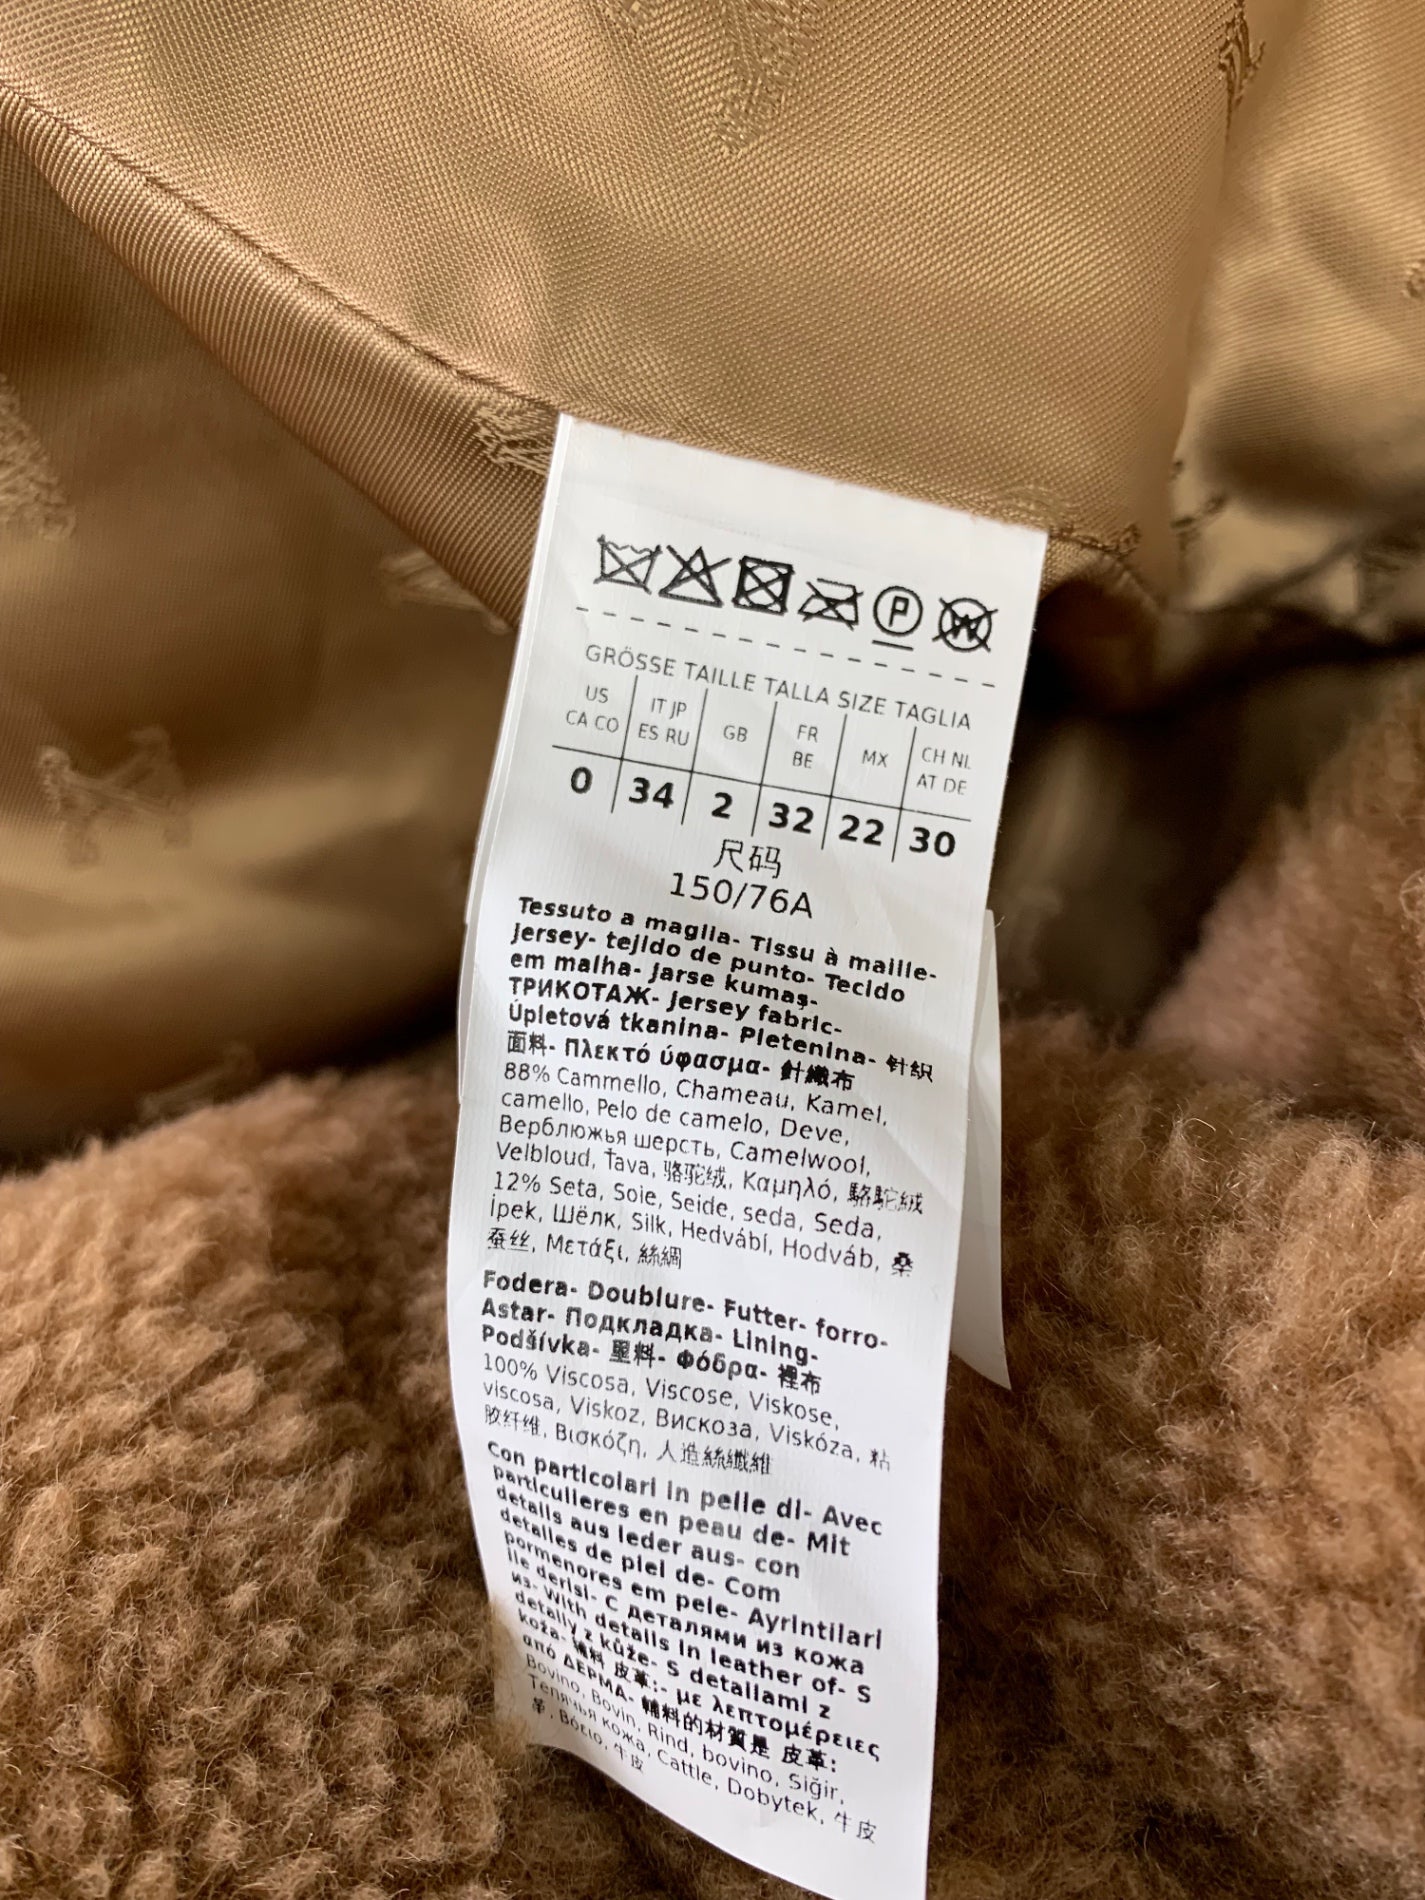 P W
GRÖSSE TAILLE TALLA SIZE TAGLIA
US CA CO IT JP ES RU GB FR BE MX CH NL AT DE
0 34 2 32 22 30
尺码
150/76A
Tessuto a maglia- Tissu à maille-
Jersey- tejido de punto- Tecido
em malha- Jarse kumaş-
ТРИКОТАЖ- Jersey fabric-
Úpletová tkanina- Pletenina- 针织
面料- Πλεκτό ύφασμα- 針織布
88% Cammello, Chameau, Kamel,
camello, Pelo de camelo, Deve,
Верблюжья шерсть, Camelwool,
Velbloud, Ťava, 骆驼绒, Καμηλό, 駱駝絨
12% Seta, Soie, Seide, seda, Seda,
İpek, Шёлк, Silk, Hedvábí, Hodváb, 桑
蚕丝, Μετάξι, 絲綢
Fodera- Doublure- Futter- forro-
Astar- Подкладка- Lining-
Podšívka- 里料- Φόδρα- 裡布
100% Viscosa, Viscose, Viskose,
viscosa, Viskoz, Вискоза, Viskóza, 粘
胶纤维, Βισκόζη, 人造絲纖維
Con particolari in pelle di- Avec
particulieres en peau de- Mit
details aus leder aus- con
detalles de piel de- Com
pormenores em pele- Ayrintilari
ile derisi- С деталями из кожа
из- With details in leather of- S
detaily z kůže- S detailami z
koža- 辅料 皮革:- με λεπτομέρειες
από ΔΕΡΜΑ- 輔料的材質是 皮革:
Bovino, Bovin, Rind, bovino, Siğir,
Телячья кожа, Cattle, Dobytek, 牛皮
革, Βόειο, 牛皮